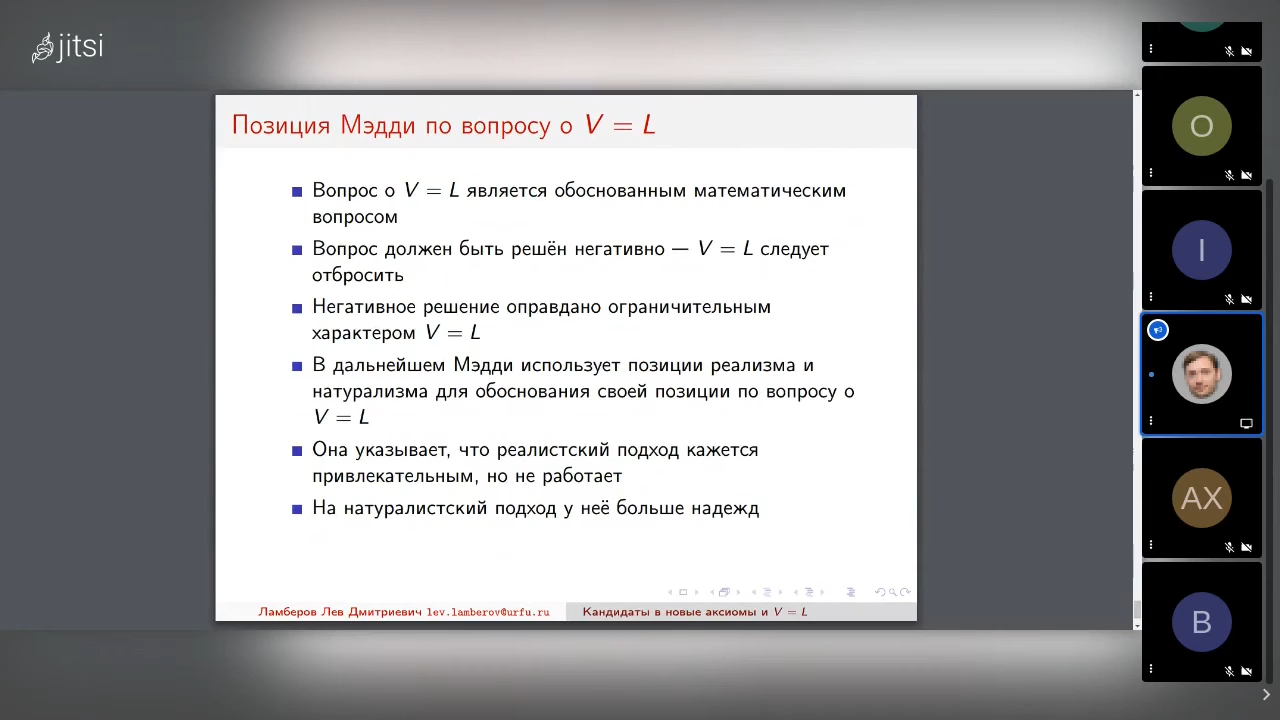 jitsi
Позиция Мэдди по вопросу о V = L
Вопрос о V = L является обоснованным математическим
вопросом
Вопрос должен быть решён негативно — V = L следует
отбросить
Негативное решение оправдано ограничительным
характером V = L
В дальнейшем Мэдди использует позиции реализма и
натурализма для обоснования своей позиции по вопросу о
V = L
Она указывает, что реалистский подход кажется
привлекательным, но не работает
На натуралистский подход у неё больше надежд
Ламберов Лев Дмитриевич lev.lamberov@urfu.ru
Кандидаты в новые аксиомы и V = L
O
I
AX
B